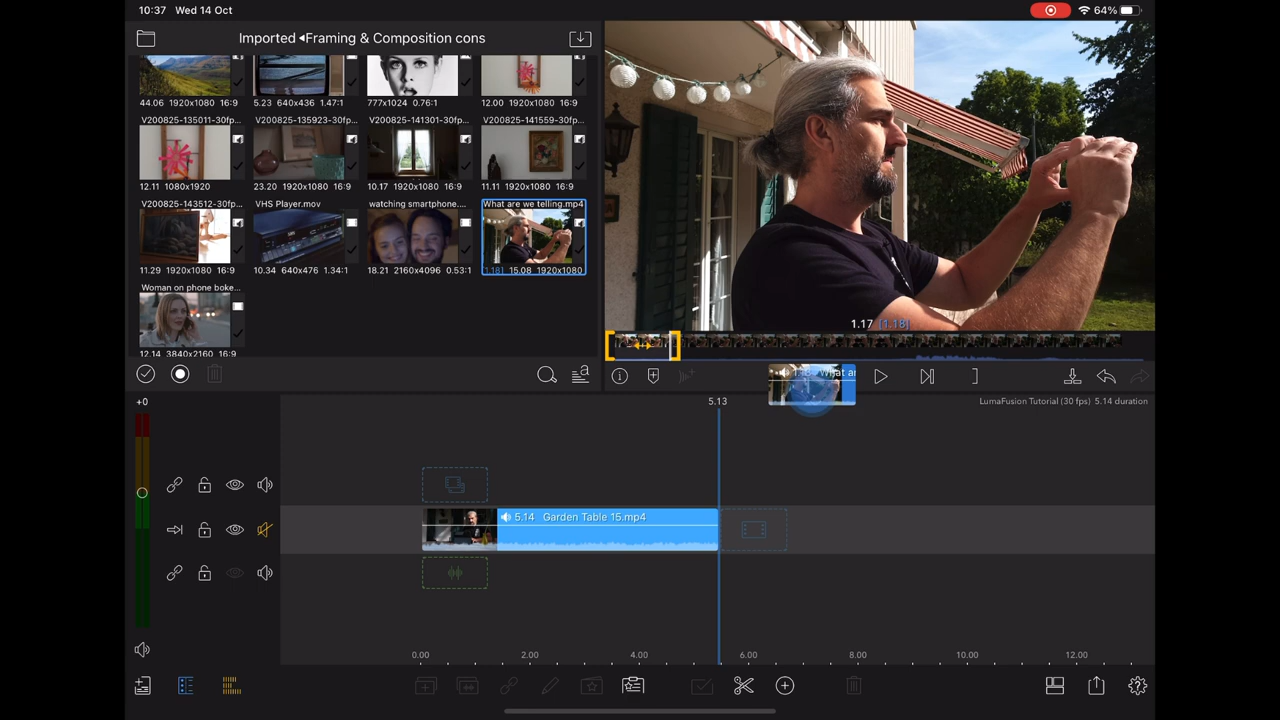 10:37 Wed 14 Oct
64%
Imported ◂Framing & Composition cons
44.06 1920x1080 16:9
5.23 640x436 1.47:1
777x1024 0.76:1
12.00 1920x1080 16:9
V200825-135011-30fp...
V200825-135923-30fp...
V200825-141301-30fp...
V200825-141559-30fp...
12.11 1080x1920
23.20 1920x1080 16:9
10.17 1920x1080 16:9
11.11 1920x1080 16:9
V200825-143512-30fp...
VHS Player.mov
watching smartphone....
What are we telling.mp4
11.29 1920x1080 16:9
10.34 640x476 1.34:1
18.21 2160x4096 0.53:1
[1.18] 15.08 1920x1080
Woman on phone boke...
12.14 3840x2160 16:9
1.17 [1.18]
What ar
+0
5.13
LumaFusion Tutorial (30 fps) 5.14 duration
5.14 Garden Table 15.mp4
0.00 2.00 4.00 6.00 8.00 10.00 12.00